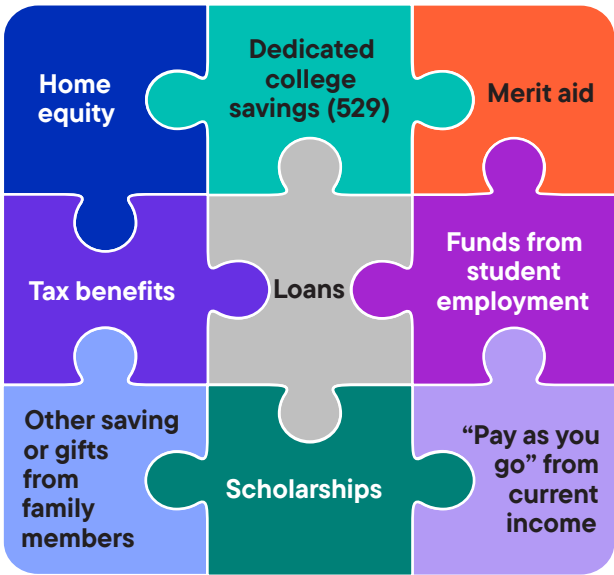 Home
equity
Dedicated
college
savings (529)
Merit aid
Tax benefits
Loans
Funds from
student
employment
Other saving
or gifts
from
family
members
Scholarships
“Pay as you
go” from
current
income